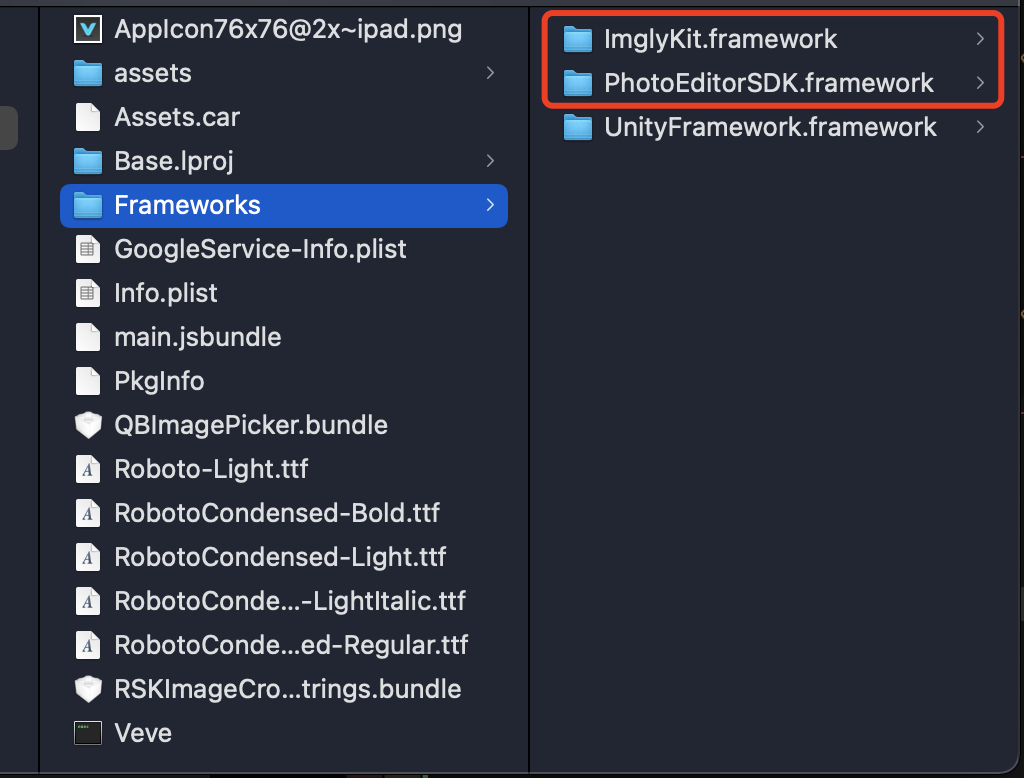 AppIcon76x76@2x~ipad.png
assets
Assets.car
Base.lproj
Frameworks
GoogleService-Info.plist
Info.plist
main.jsbundle
PkgInfo
QBImagePicker.bundle
Roboto-Light.ttf
RobotoCondensed-Bold.ttf
RobotoCondensed-Light.ttf
RobotoConde...-LightItalic.ttf
RobotoConde...ed-Regular.ttf
RSKImageCro...trings.bundle
Veve
ImglyKit.framework
PhotoEditorSDK.framework
UnityFramework.framework